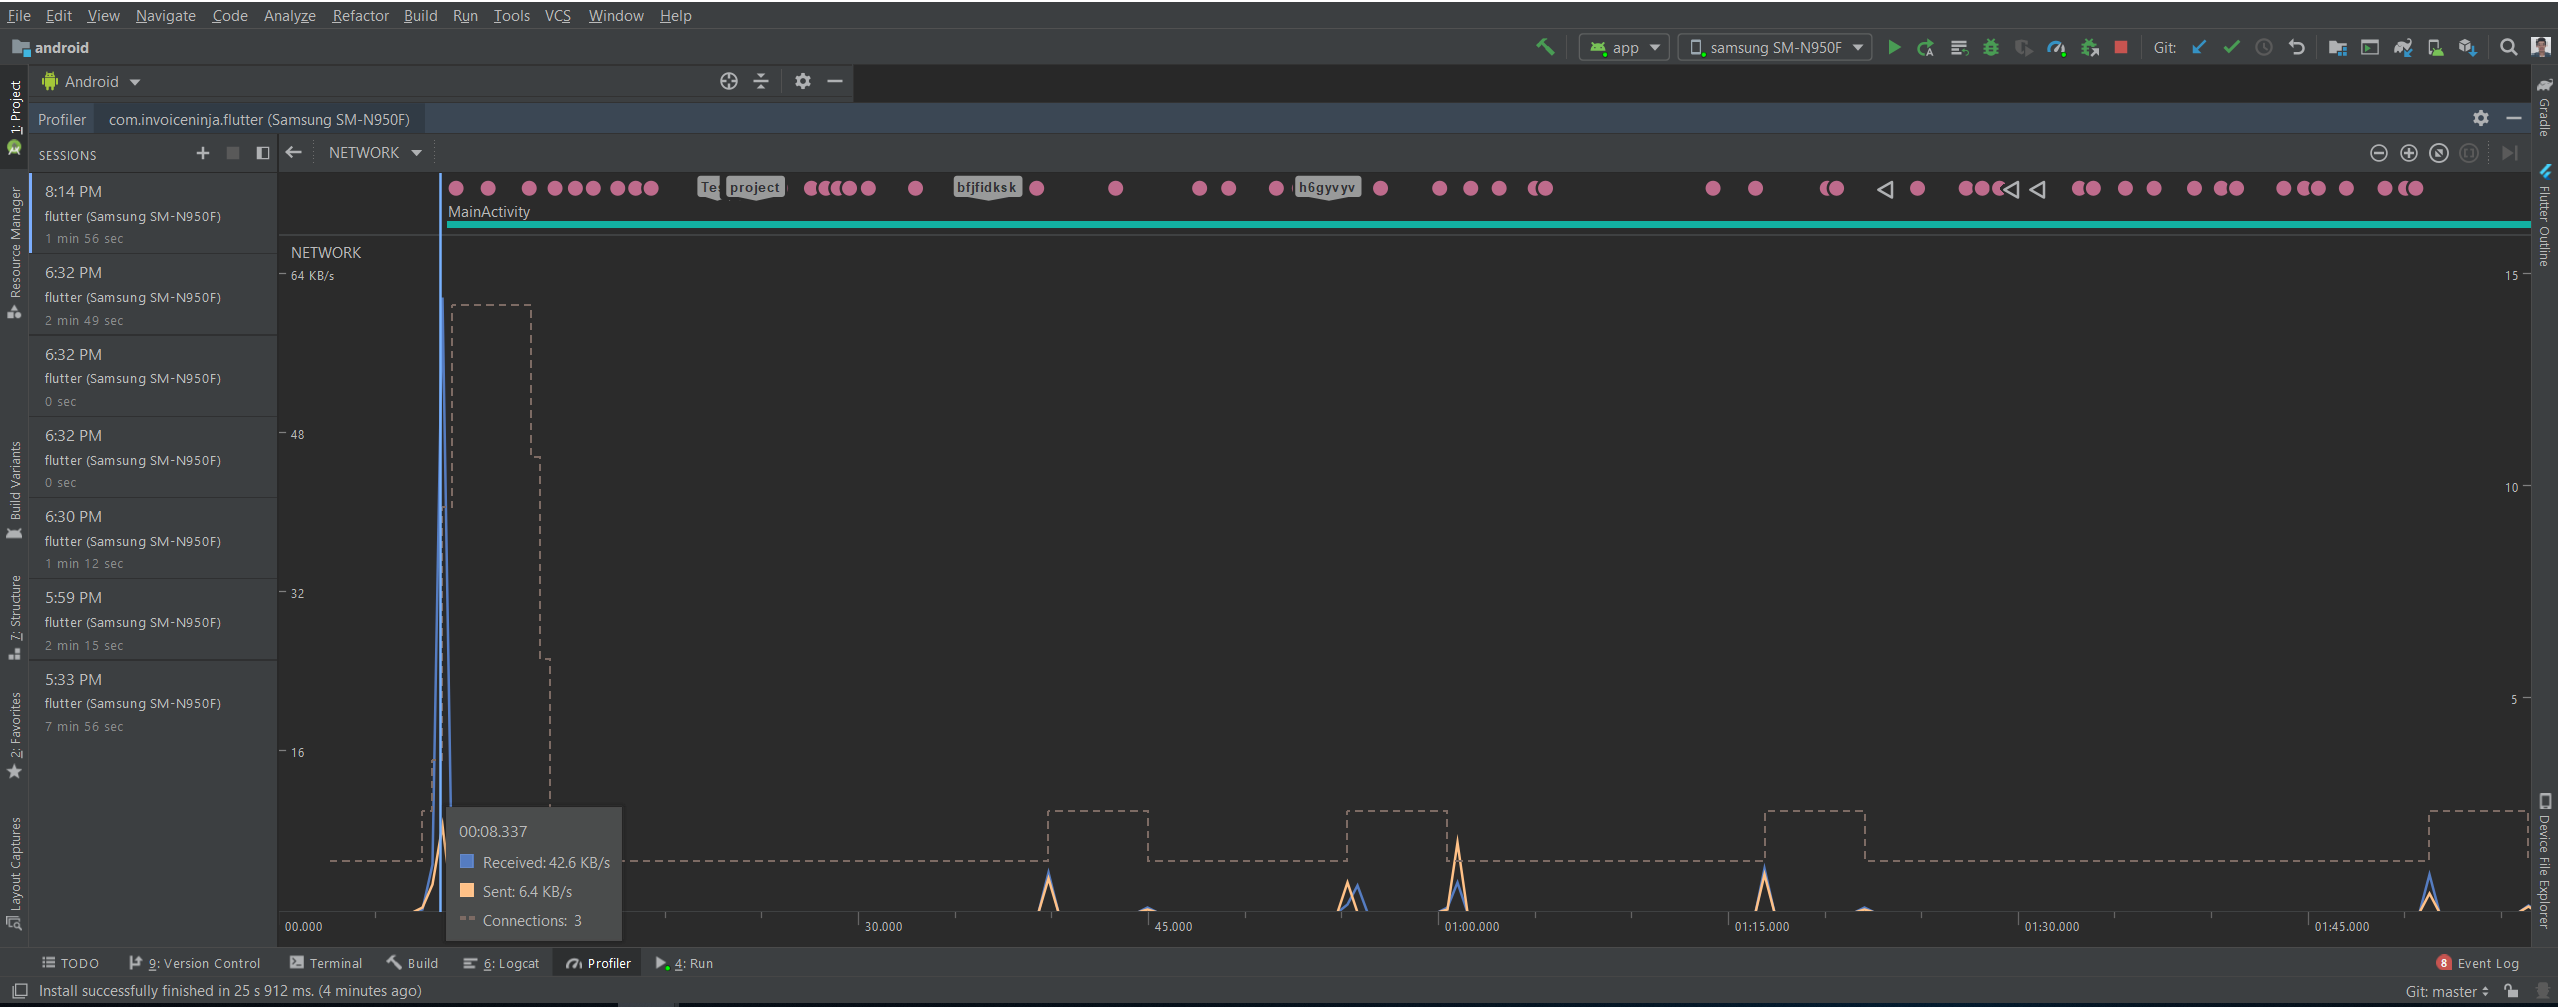 File Edit View Navigate Code Analyze Refactor Build Run Tools VCS Window Help
android
app
samsung SM-N950F
Git:
Android
Profiler
com.invoiceninja.flutter (Samsung SM-N950F)
SESSIONS
NETWORK
8:14 PM
flutter (Samsung SM-N950F)
1 min 56 sec
6:32 PM
flutter (Samsung SM-N950F)
2 min 49 sec
6:32 PM
flutter (Samsung SM-N950F)
0 sec
6:32 PM
flutter (Samsung SM-N950F)
0 sec
6:30 PM
flutter (Samsung SM-N950F)
1 min 12 sec
5:59 PM
flutter (Samsung SM-N950F)
2 min 15 sec
5:33 PM
flutter (Samsung SM-N950F)
7 min 56 sec
1: Project
Resource Manager
Build Variants
7: Structure
2: Favorites
Layout Captures
Te
project
bfjfidksk
h6gyvyv
MainActivity
NETWORK
64 KB/s
48
32
16
15
10
5
00:08.337
Received: 42.6 KB/s
Sent: 6.4 KB/s
Connections: 3
00.000
30.000
45.000
01:00.000
01:15.000
01:30.000
01:45.000
Gradle
Flutter Outline
Device File Explorer
TODO
9: Version Control
Terminal
Build
6: Logcat
Profiler
4: Run
8 Event Log
Install successfully finished in 25 s 912 ms. (4 minutes ago)
Git: master